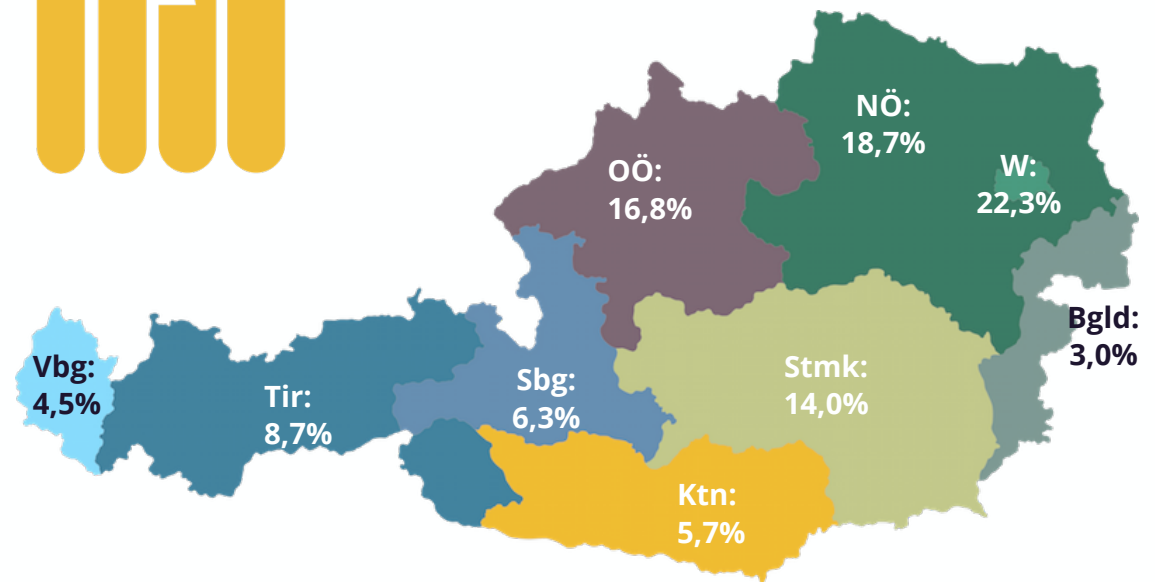 NÖ:
18,7%
W:
22,3%
OÖ:
16,8%
Bgld:
3,0%
Vbg:
4,5%
Tir:
8,7%
Sbg:
6,3%
Stmk:
14,0%
Ktn:
5,7%